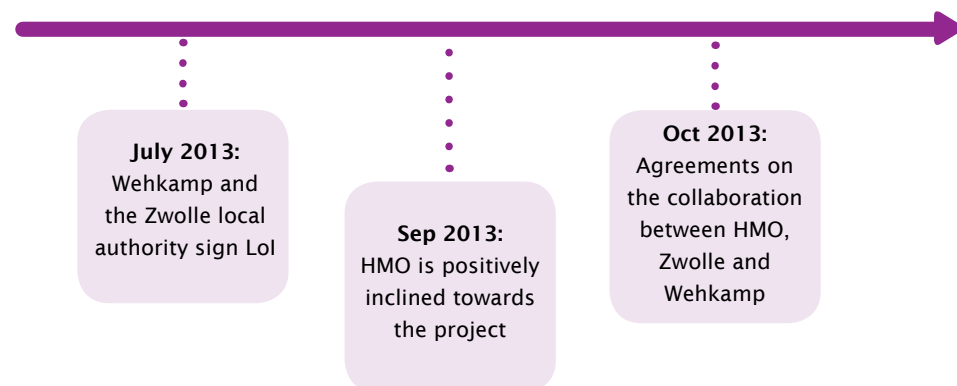 July 2013:
Wehkamp and
the Zwolle local
authority sign LoI
Sep 2013:
HMO is positively
inclined towards
the project
Oct 2013:
Agreements on
the collaboration
between HMO,
Zwolle and
Wehkamp